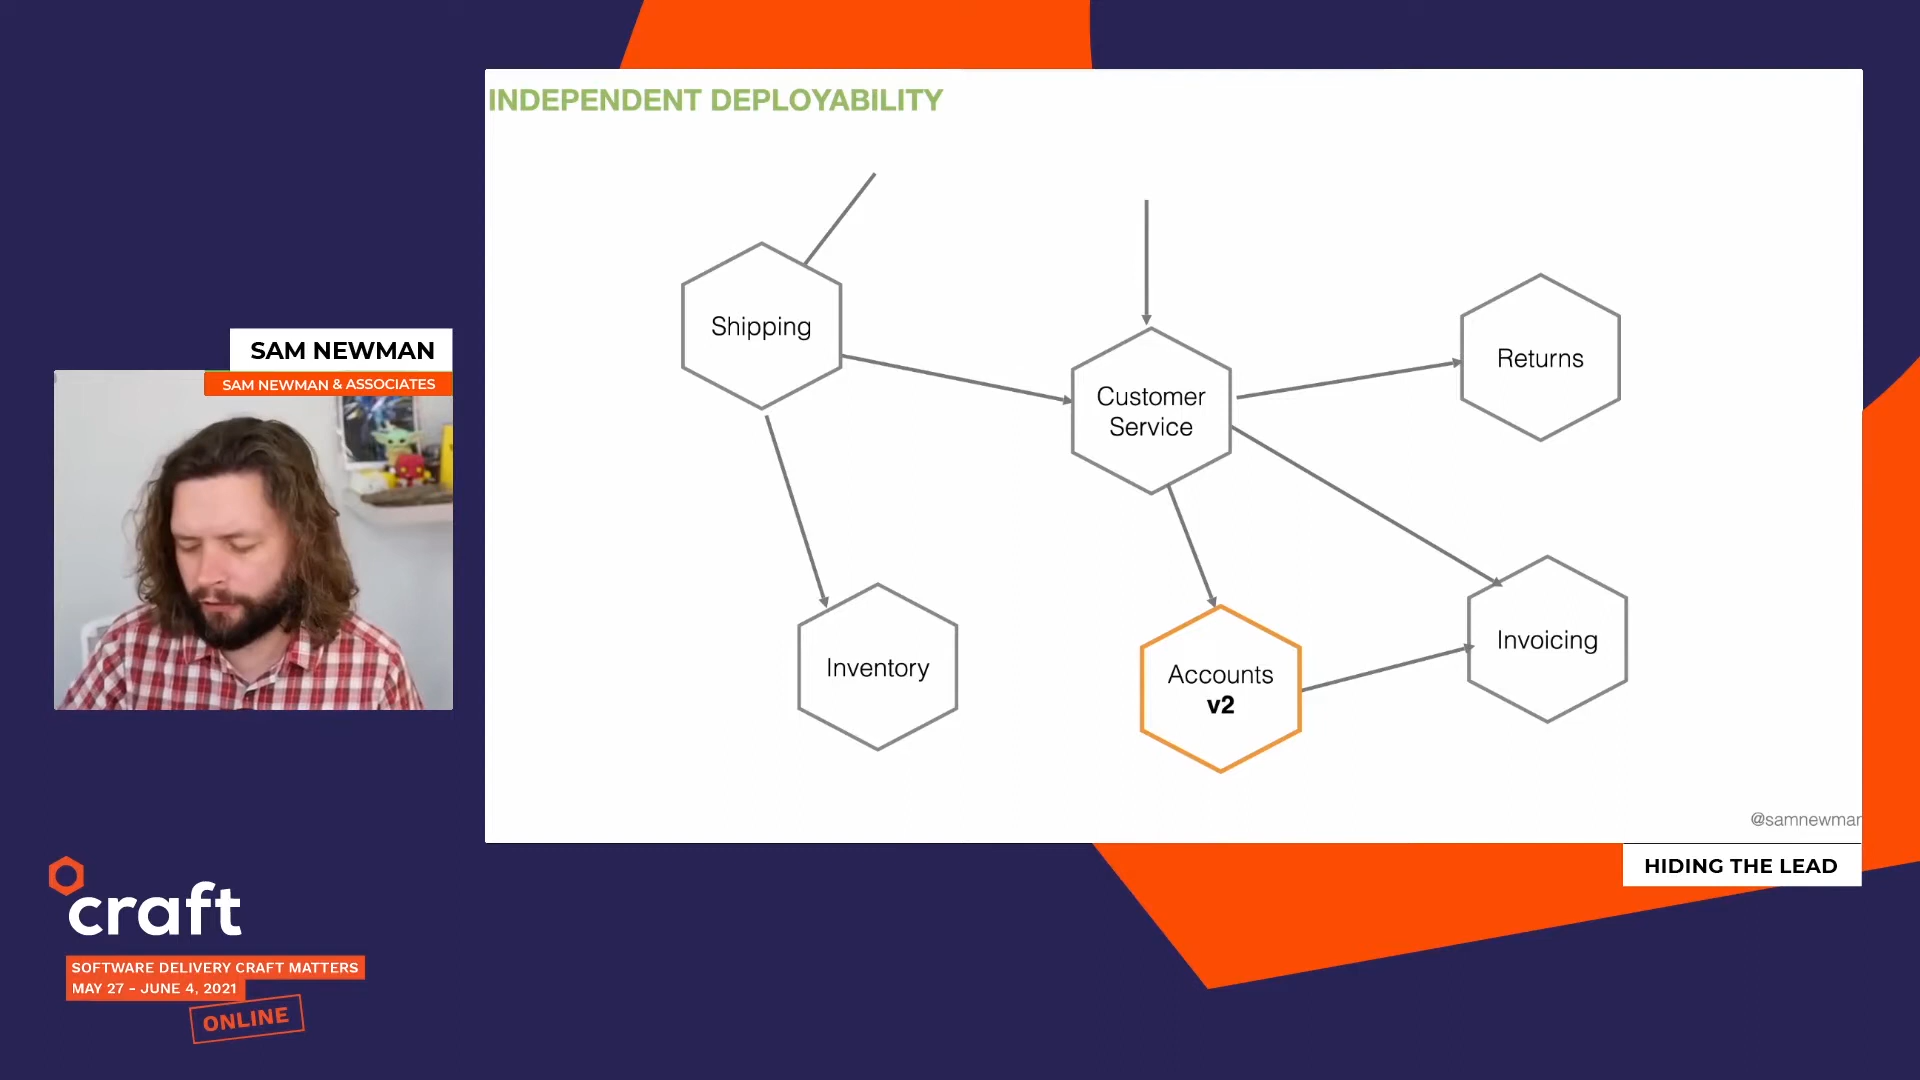 INDEPENDENT DEPLOYABILITY
Shipping
Customer
Service
Returns
Inventory
Accounts
v2
Invoicing
@samnewman
SAM NEWMAN
SAM NEWMAN & ASSOCIATES
HIDING THE LEAD
craft
SOFTWARE DELIVERY CRAFT MATTERS
MAY 27 - JUNE 4, 2021
ONLINE